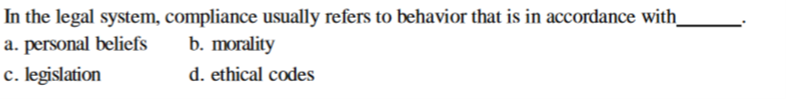 In the legal system, compliance usually refers to behavior that is in accordance with_______.
a. personal beliefs b. morality
c. legislation d. ethical codes